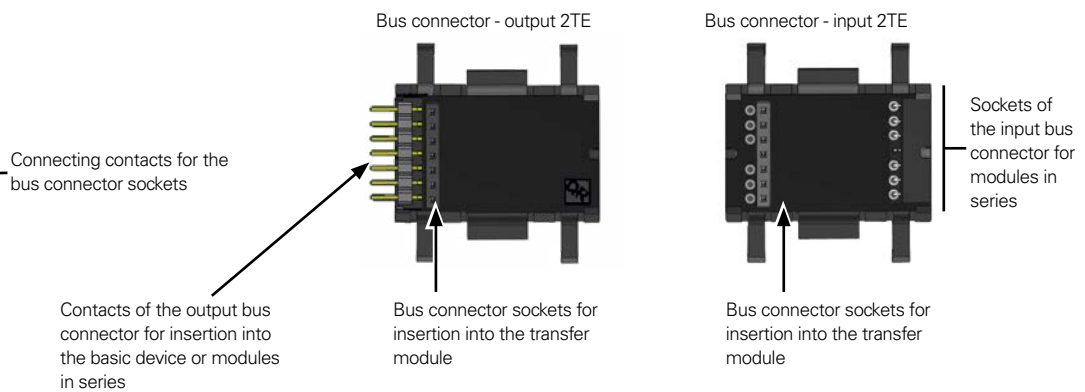 Bus connector - output 2TE
Bus connector - input 2TE
Connecting contacts for the
bus connector sockets
Sockets of
the input bus
connector for
modules in
series
Contacts of the output bus
connector for insertion into
the basic device or modules
in series
Bus connector sockets for
insertion into the transfer
module
Bus connector sockets for
insertion into the transfer
module